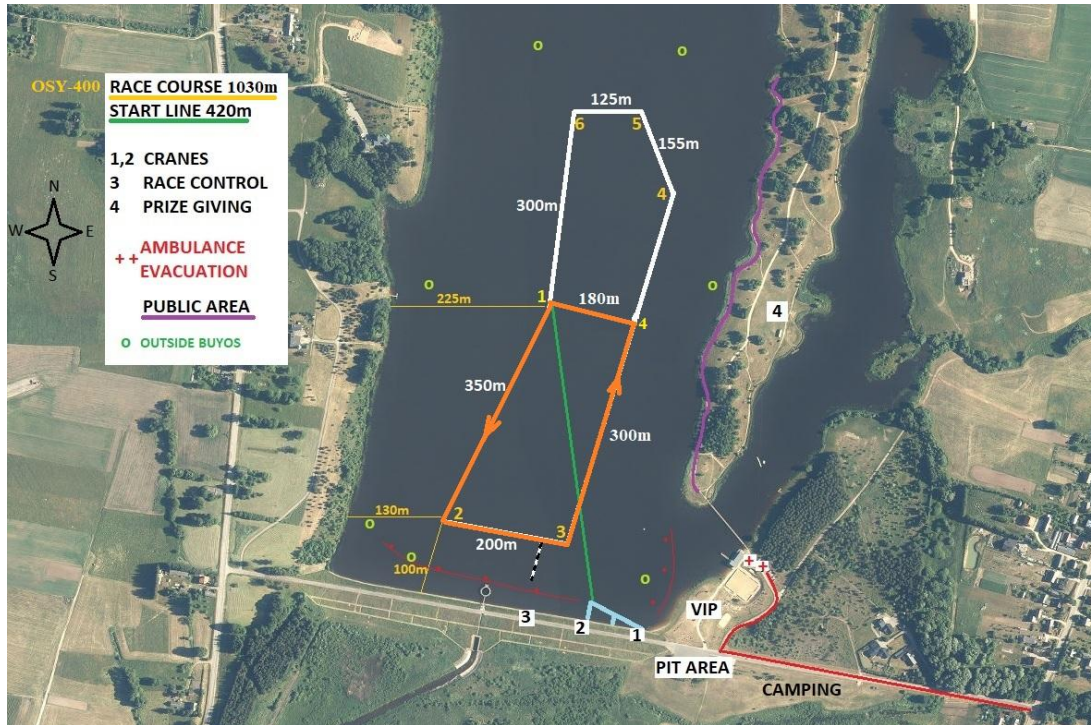 OSY-400 RACE COURSE 1030m
START LINE 420m
1,2 CRANES
3 RACE CONTROL
4 PRIZE GIVING
++ AMBULANCE
EVACUATION
PUBLIC AREA
O OUTSIDE BUYOS
N
W E
S
O
O
125m
6 5
155m
4
300m
O
O
225m
1
180m
4
4
350m
300m
130m
2
O
3
200m
O
100m
O
++
3
2
1
VIP
PIT AREA
CAMPING